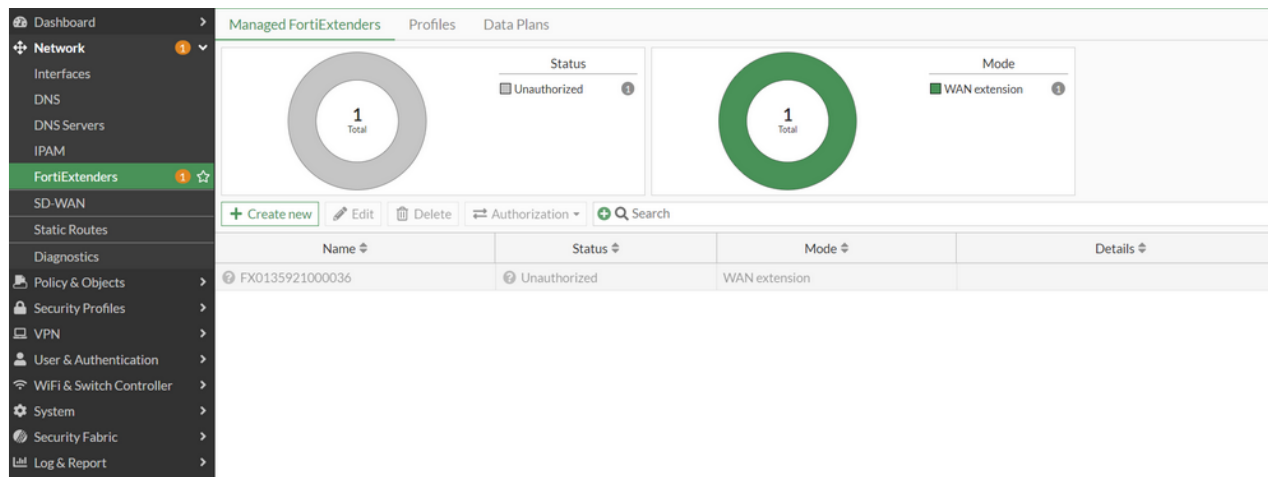 Dashboard
Network 1
Interfaces
DNS
DNS Servers
IPAM
FortiExtenders 1
SD-WAN
Static Routes
Diagnostics
Policy & Objects
Security Profiles
VPN
User & Authentication
WiFi & Switch Controller
System
Security Fabric
Log & Report
Managed FortiExtenders Profiles Data Plans
1
Total
Status
Unauthorized 1
1
Total
Mode
WAN extension 1
+ Create new Edit Delete Authorization Search
Name Status Mode Details
FX0135921000036 Unauthorized WAN extension